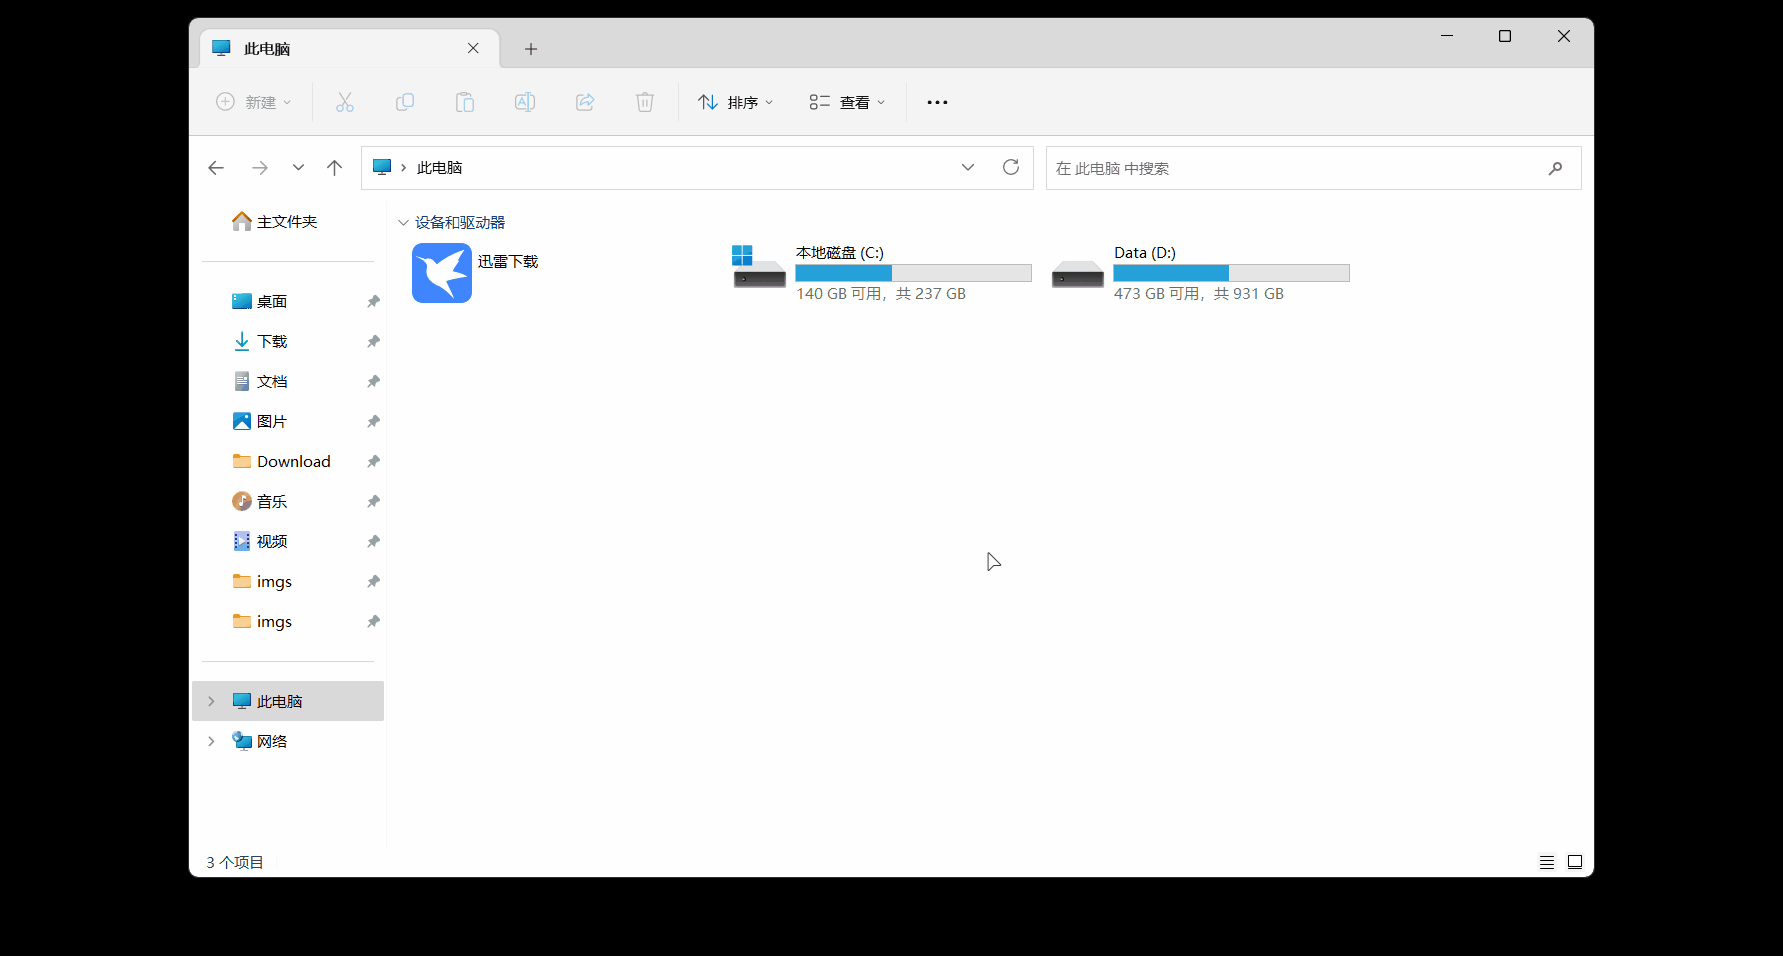 此电脑
新建
排序
查看
此电脑
在 此电脑 中搜索
主文件夹
桌面
下载
文档
图片
Download
音乐
视频
imgs
imgs
此电脑
网络
设备和驱动器
迅雷下载
本地磁盘 (C:)
140 GB 可用，共 237 GB
Data (D:)
473 GB 可用，共 931 GB
3 个项目